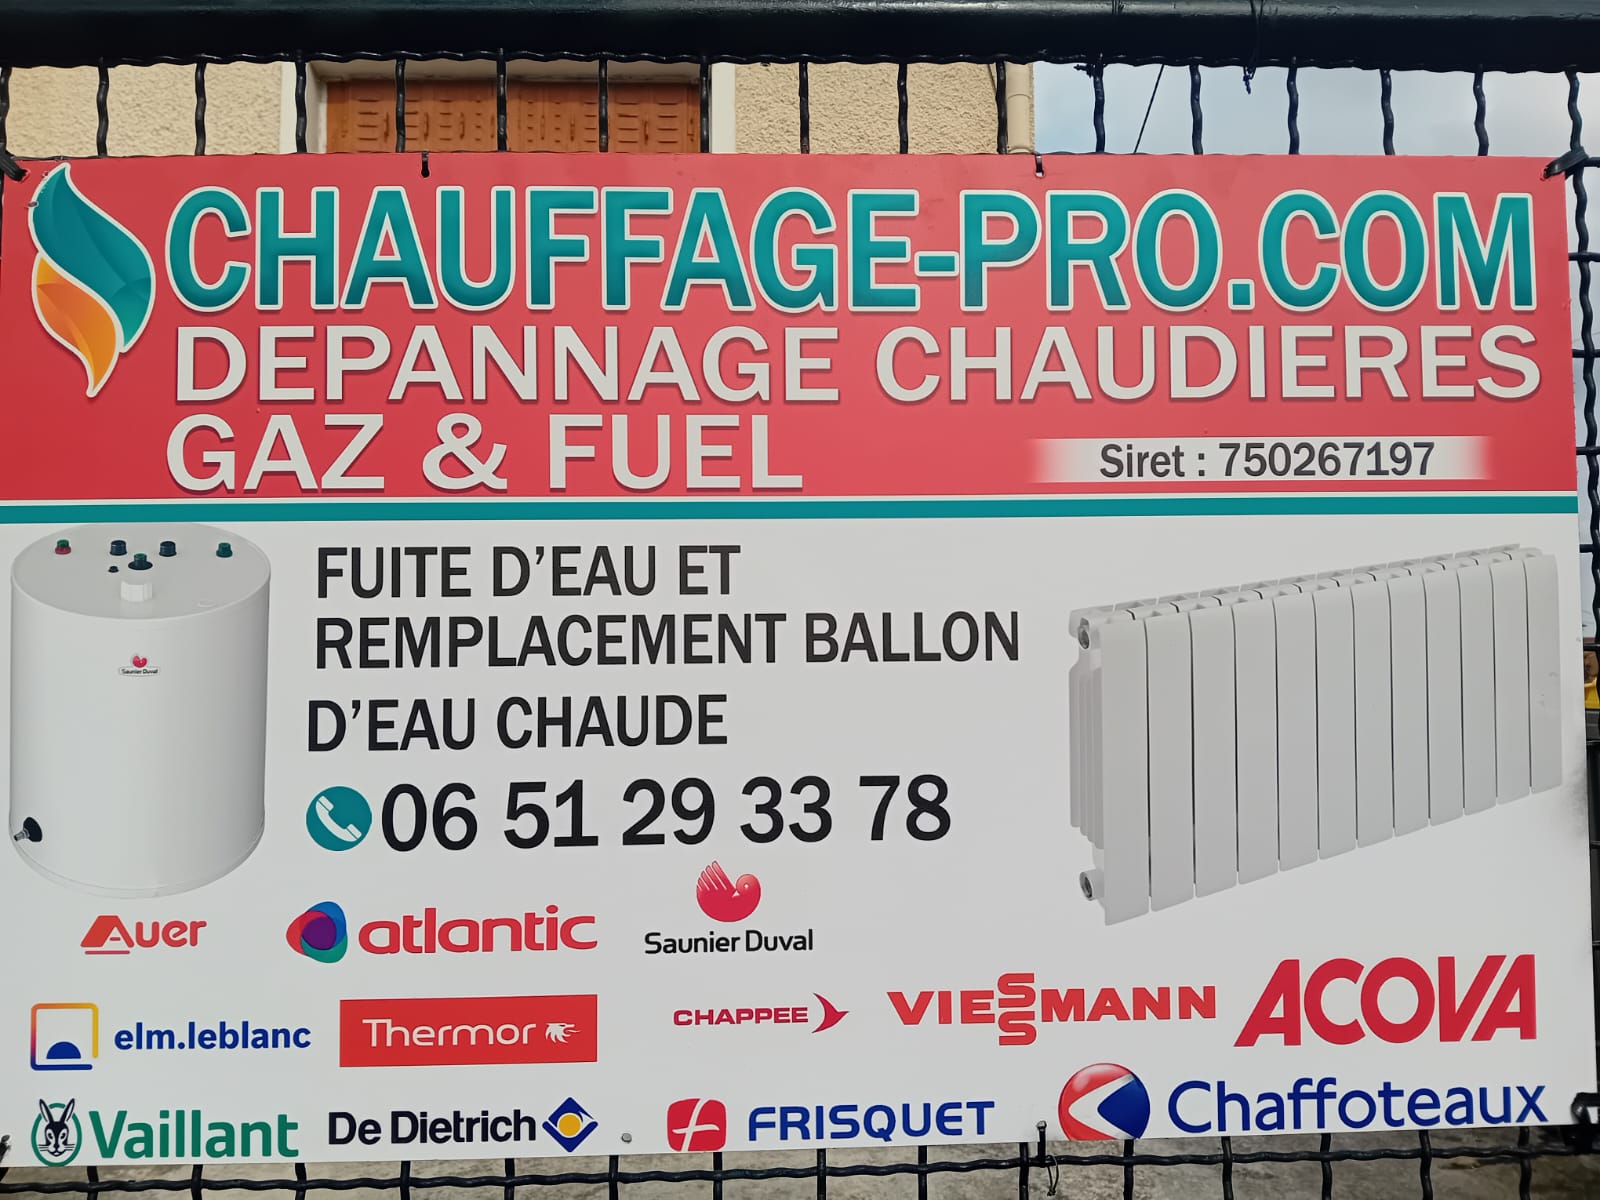 CHAUFFAGE-PRO.COM
DEPANNAGE CHAUDIERES
GAZ & FUEL
Siret : 750267197
FUITE D'EAU ET
REMPLACEMENT BALLON
D'EAU CHAUDE
06 51 29 33 78
Saunier Duval
AUER
atlantic
Saunier Duval
elm.leblanc
Thermor
CHAPPEE
VIESSMANN
ACOVA
Vaillant
De Dietrich
FRISQUET
Chaffoteaux